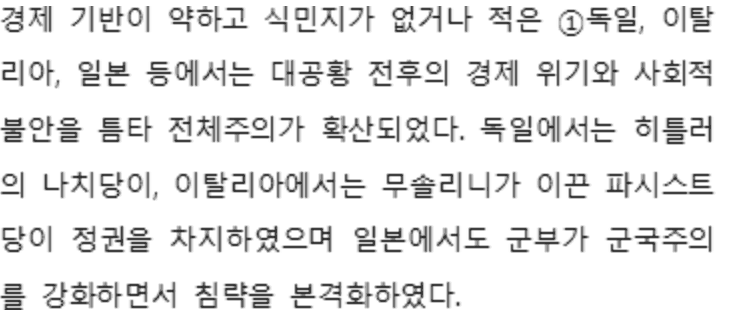 경제 기반이 약하고 식민지가 없거나 적은 ①독일, 이탈
리아, 일본 등에서는 대공황 전후의 경제 위기와 사회적
불안을 틈타 전체주의가 확산되었다. 독일에서는 히틀러
의 나치당이, 이탈리아에서는 무솔리니가 이끈 파시스트
당이 정권을 차지하였으며 일본에서도 군부가 군국주의
를 강화하면서 침략을 본격화하였다.